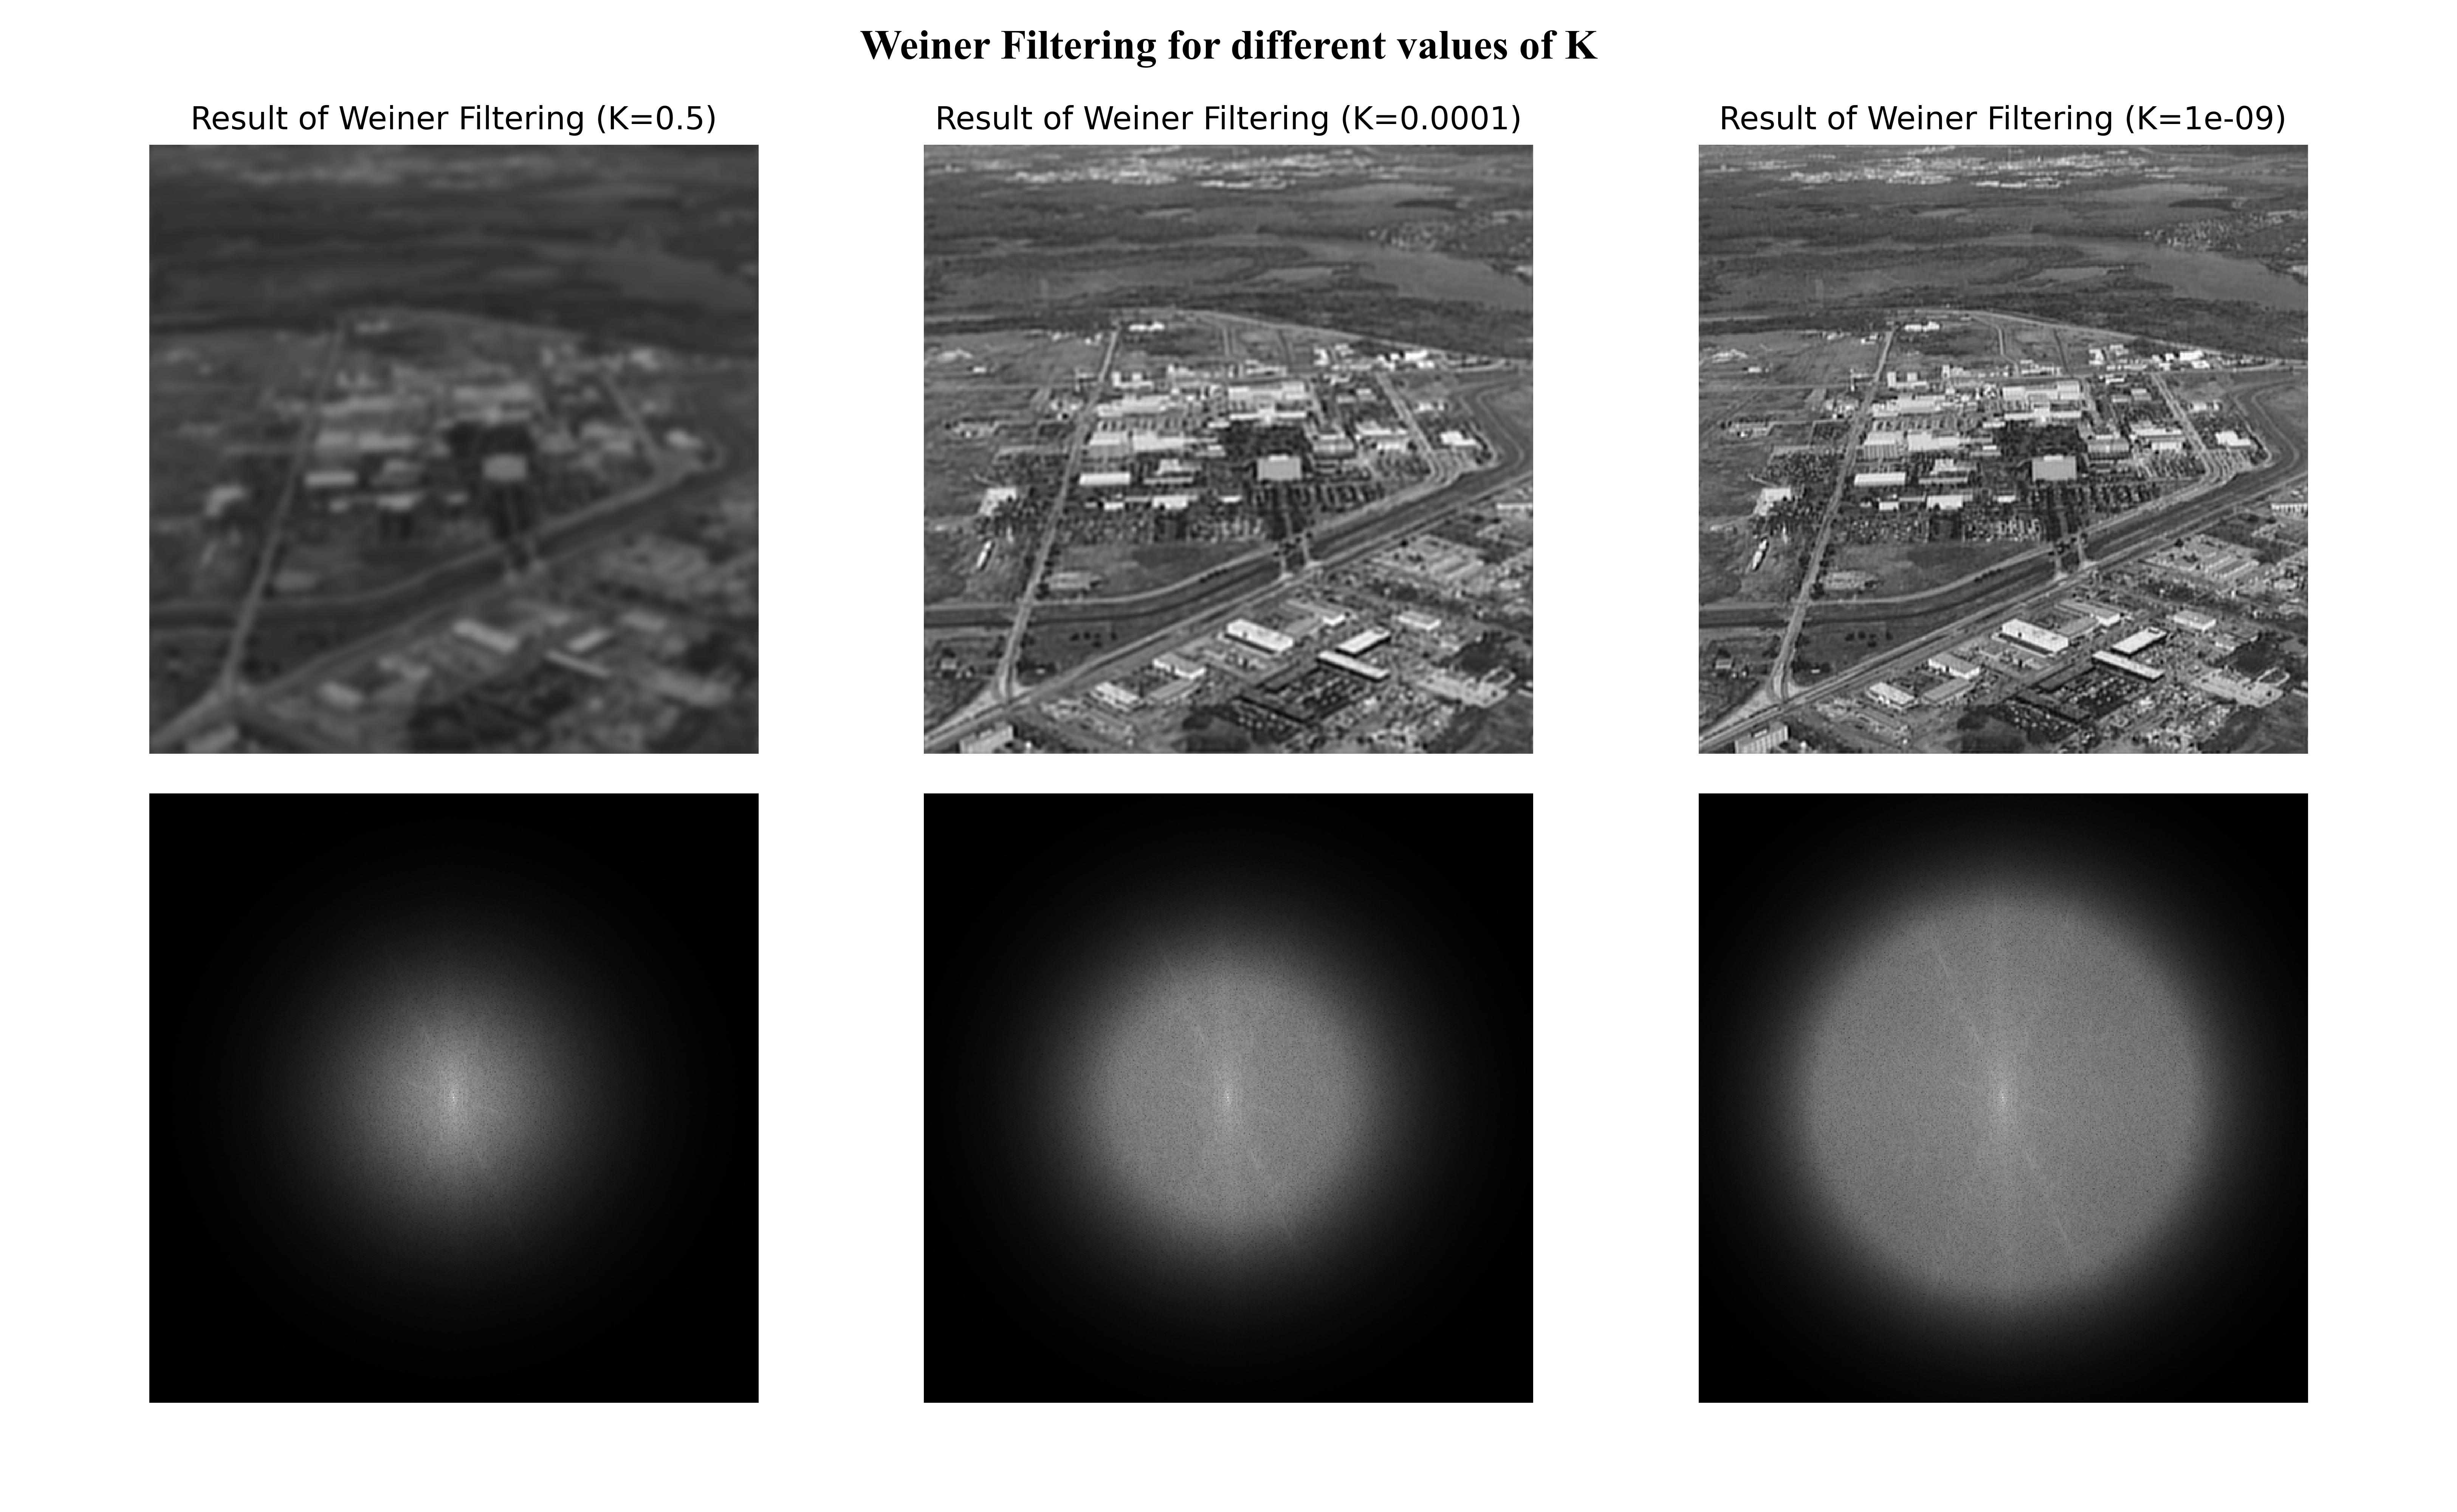 Weiner Filtering for different values of K
Result of Weiner Filtering (K=0.5)
Result of Weiner Filtering (K=0.0001)
Result of Weiner Filtering (K=1e-09)